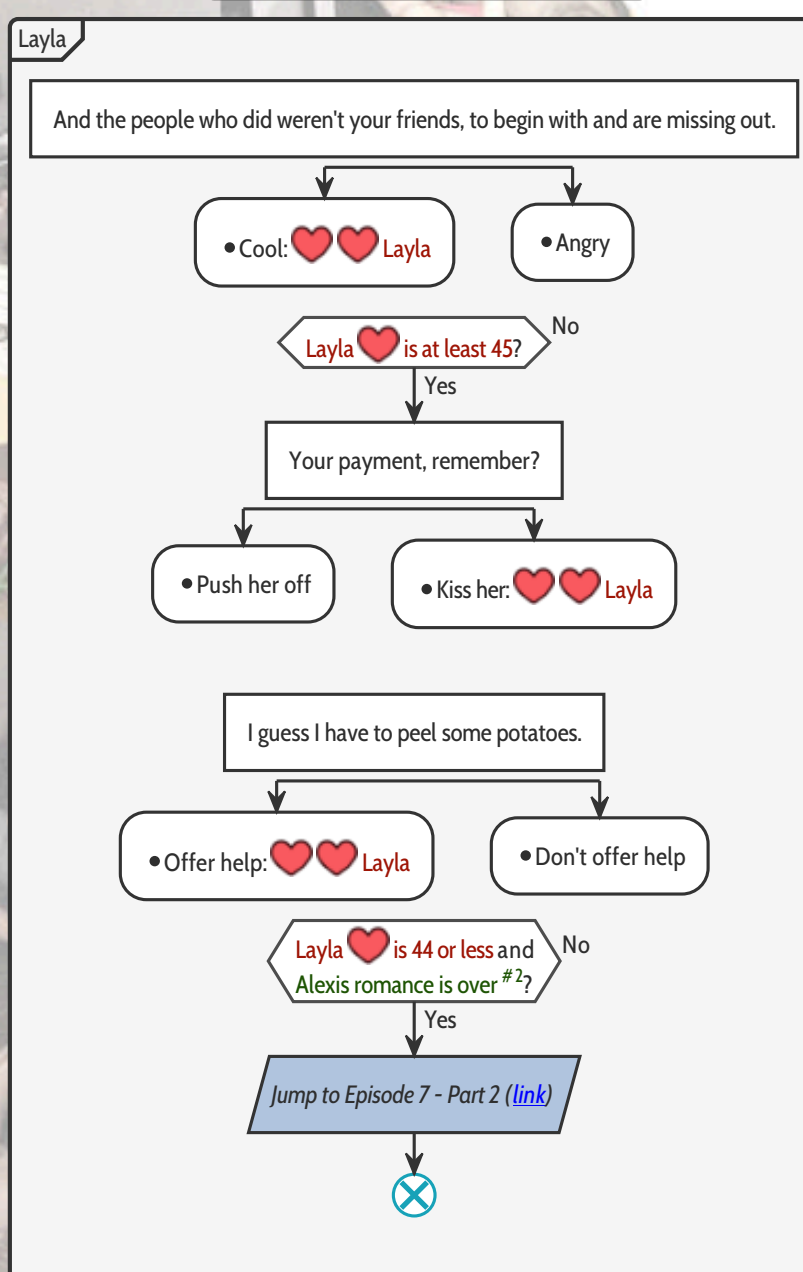 Layla
And the people who did weren't your friends, to begin with and are missing out.
•Cool: Layla
•Angry
Layla is at least 45?
No
Yes
Your payment, remember?
•Push her off
•Kiss her: Layla
I guess I have to peel some potatoes.
•Offer help: Layla
•Don't offer help
Layla is 44 or less and
Alexis romance is over #2?
No
Yes
Jump to Episode 7 - Part 2 (link)